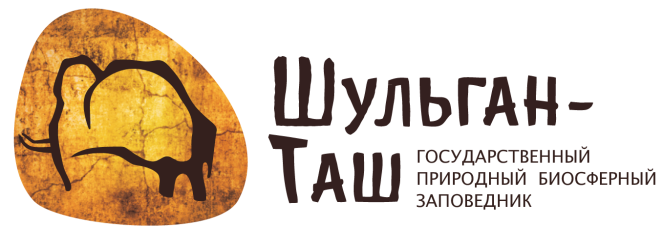 Шульган-
Таш
ГОСУДАРСТВЕННЫЙ
ПРИРОДНЫЙ БИОСФЕРНЫЙ
ЗАПОВЕДНИК